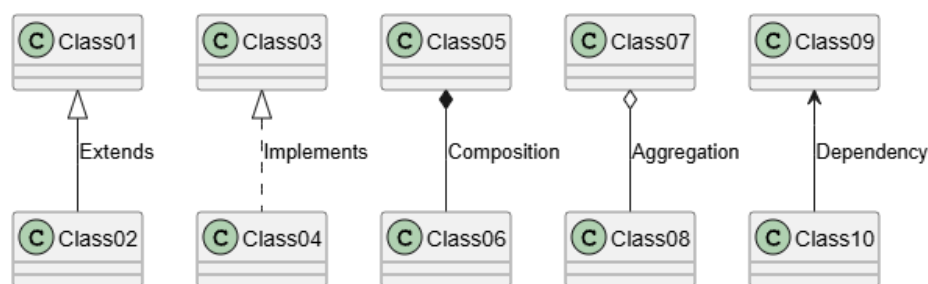 C Class01 C Class03 C Class05 C Class07 C Class09
Extends Implements Composition Aggregation Dependency
C Class02 C Class04 C Class06 C Class08 C Class10